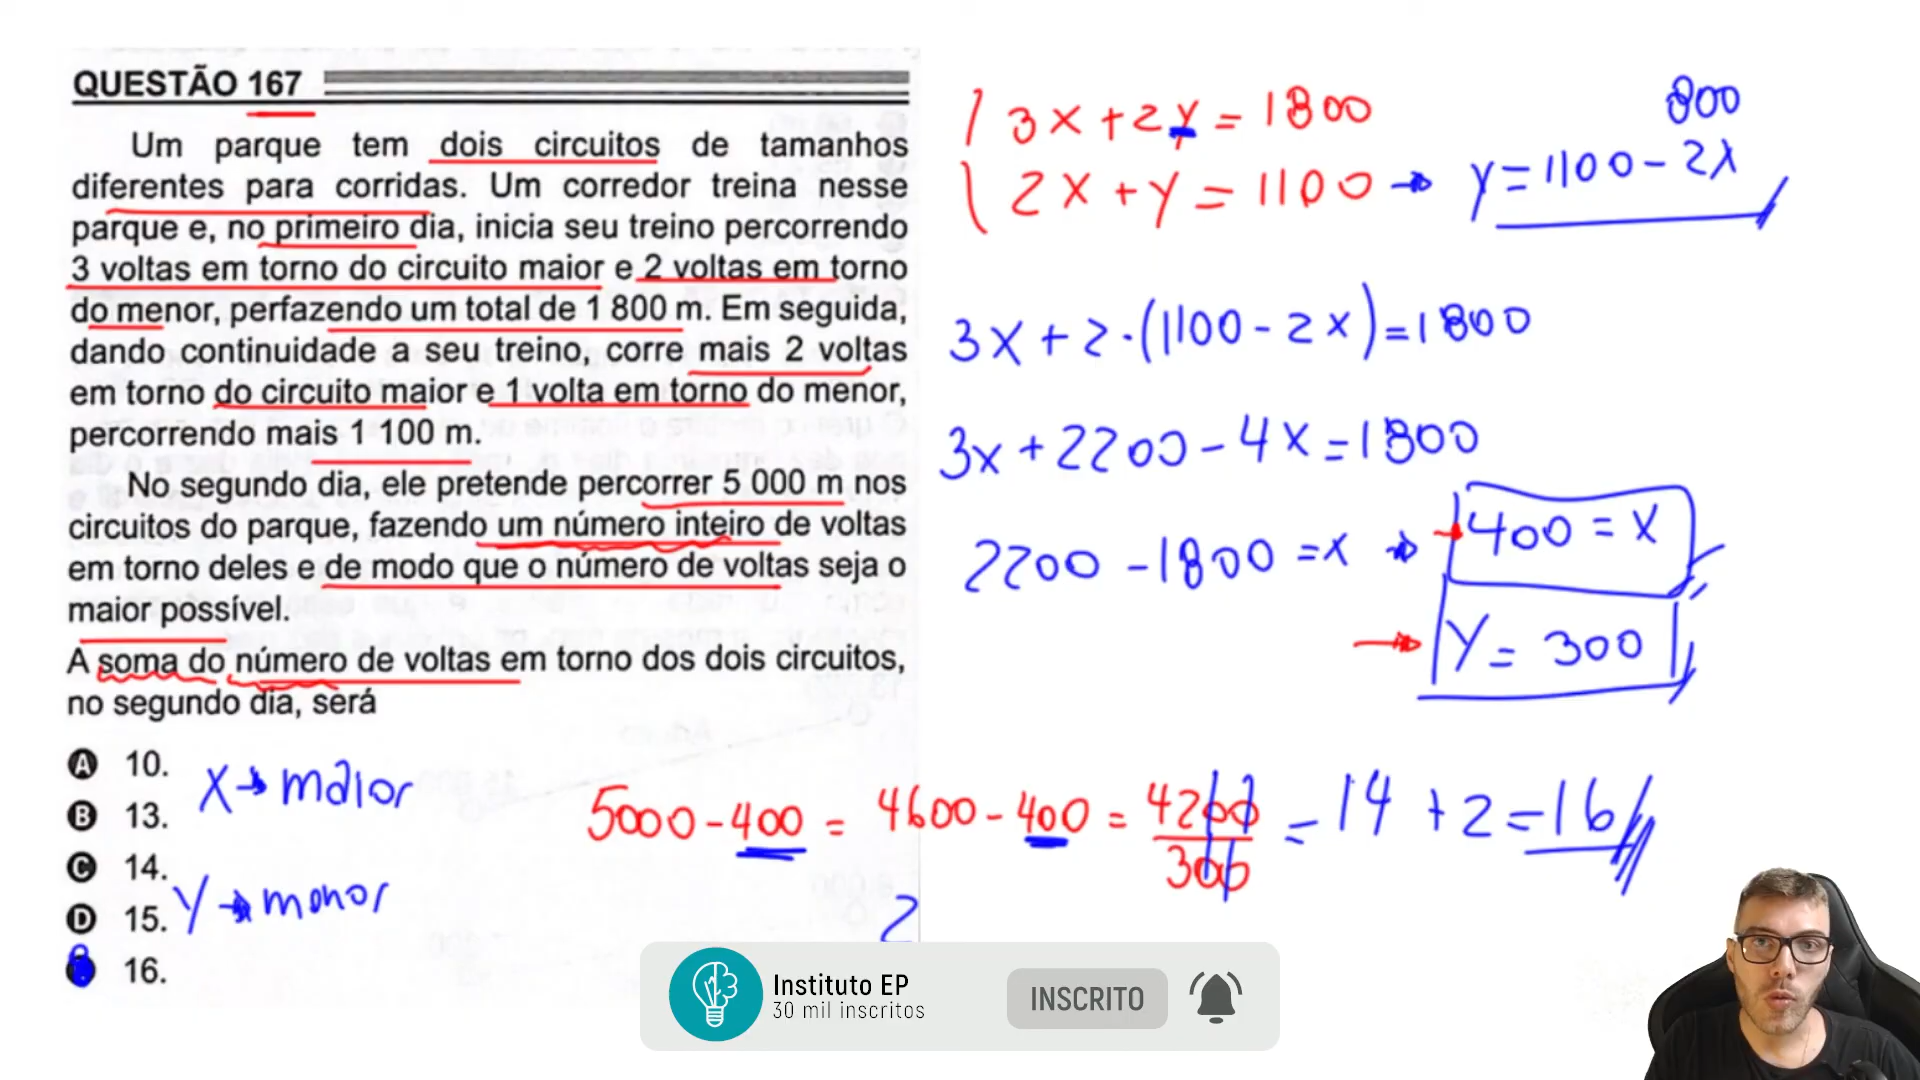 QUESTÃO 167
Um parque tem dois circuitos de tamanhos
diferentes para corridas. Um corredor treina nesse
parque e, no primeiro dia, inicia seu treino percorrendo
3 voltas em torno do circuito maior e 2 voltas em torno
do menor, perfazendo um total de 1 800 m. Em seguida,
dando continuidade a seu treino, corre mais 2 voltas
em torno do circuito maior e 1 volta em torno do menor,
percorrendo mais 1 100 m.
No segundo dia, ele pretende percorrer 5 000 m nos
circuitos do parque, fazendo um número inteiro de voltas
em torno deles e de modo que o número de voltas seja o
maior possível.
A soma do número de voltas em torno dos dois circuitos,
no segundo dia, será
A 10.
B 13.
C 14.
D 15.
16.
X → maior
Y → menor
3x + 2y = 1800
2x + y = 1100 → y = 1100 - 2x
800
3x + 2·(1100 - 2x) = 1800
3x + 2200 - 4x = 1800
2200 - 1800 = x → 400 = x
Y = 300
5000 - 400 = 4600 - 400 = 4200/300 = 14 + 2 = 16
2
Instituto EP
30 mil inscritos
INSCRITO